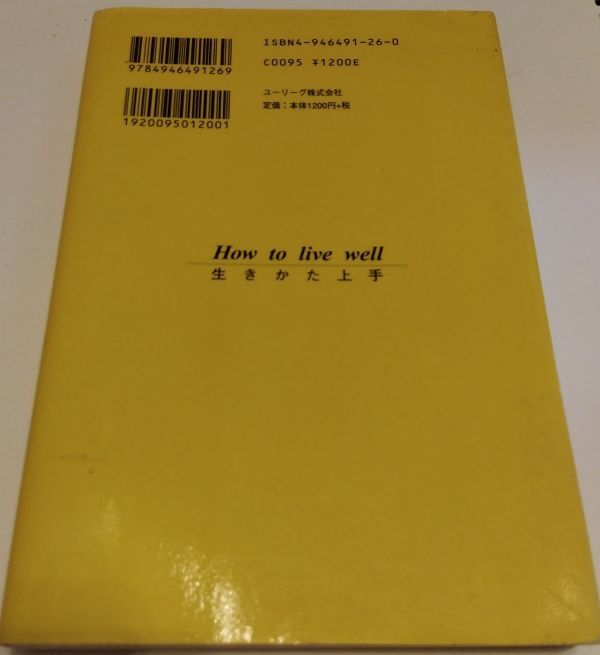 ISBN4-946491-26-0
9784946491269
C0095 ¥1200E
ユーリーグ株式会社
定価：本体1200円+税
1920095012001
How to live well
生きかた上手